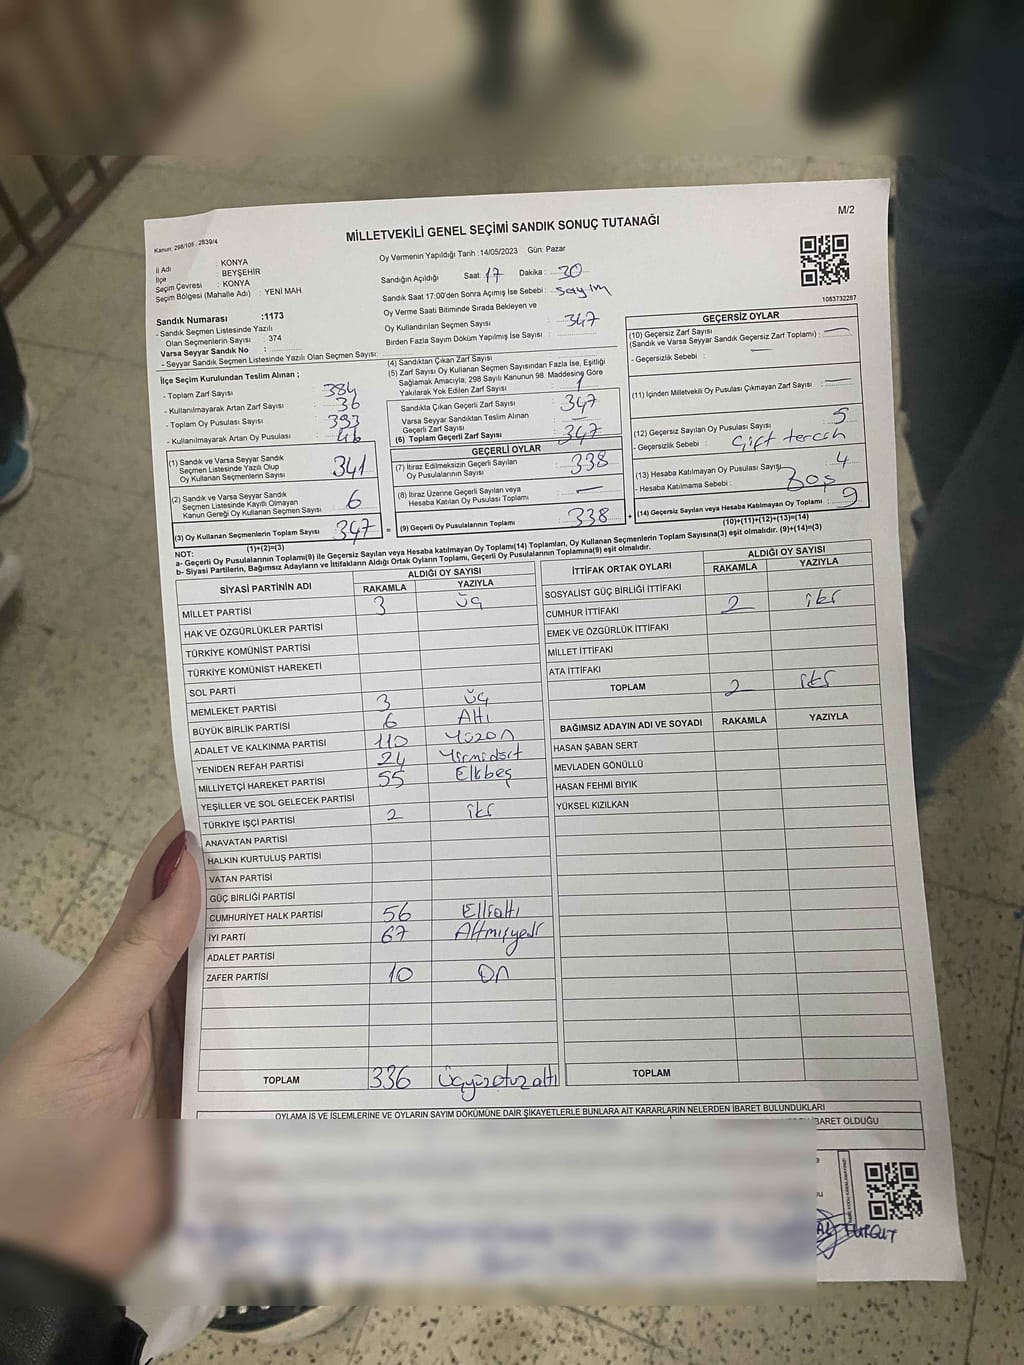 Kanun: 298/105, 2839/4
MİLLETVEKİLİ GENEL SEÇİMİ SANDIK SONUÇ TUTANAĞI
M/2
İl Adı : KONYA
İlçe : BEYŞEHİR
Seçim Çevresi : KONYA
Seçim Bölgesi (Mahalle Adı) : YENİ MAH.
Sandık Numarası :1173
- Sandık Seçmen Listesinde Yazılı
Olan Seçmenlerin Sayısı : 374
Varsa Seyyar Sandık No :
- Seyyar Sandık Seçmen Listesinde Yazılı Olan Seçmen Sayısı:
Oy Vermenin Yapıldığı Tarih :14/05/2023 Gün: Pazar
Sandığın Açıldığı Saat: 17 Dakika : 30
Sandık Saat 17:00'den Sonra Açımış İse Sebebi : sayım
Oy Verme Saati Bitiminde Sırada Bekleyen ve
Oy Kullandırılan Seçmen Sayısı : 347
Birden Fazla Sayım Döküm Yapılmış İse Sayısı :
1083732287
İlçe Seçim Kurulundan Teslim Alınan ;
- Toplam Zarf Sayısı : 384
- Kullanılmayarak Artan Zarf Sayısı : 36
- Toplam Oy Pusulası Sayısı : 393
- Kullanılmayarak Artan Oy Pusulası : 46
(1) Sandık ve Varsa Seyyar Sandık
Seçmen Listesinde Yazılı Olup
Oy Kullanan Seçmenlerin Sayısı : 341
(2) Sandık ve Varsa Seyyar Sandık
Seçmen Listesinde Kayıtlı Olmayan
Kanun Gereği Oy Kullanan Seçmen Sayısı : 6
(3) Oy Kullanan Seçmenlerin Toplam Sayısı : 347
(1)+(2)=(3)
(4) Sandıktan Çıkan Zarf Sayısı :
(5) Zarf Sayısı Oy Kullanan Seçmen Sayısından Fazla İse, Eşitliği
Sağlamak Amacıyla; 298 Sayılı Kanunun 98. Maddesine Göre
Yakılarak Yok Edilen Zarf Sayısı : 1
Sandıkta Çıkan Geçerli Zarf Sayısı : 347
Varsa Seyyar Sandıktan Teslim Alınan
Geçerli Zarf Sayısı : —
(6) Toplam Geçerli Zarf Sayısı : 347
GEÇERLİ OYLAR
(7) İtiraz Edilmeksizin Geçerli Sayılan
Oy Pusulalarının Sayısı : 338
(8) İtiraz Üzerine Geçerli Sayılan veya
Hesaba Katılan Oy Pusulası Toplamı : —
(9) Geçerli Oy Pusulalarının Toplamı : 338
GEÇERSİZ OYLAR
(10) Geçersiz Zarf Sayısı
(Sandık ve Varsa Seyyar Sandık Geçersiz Zarf Toplamı) : —
- Geçersizlik Sebebi : —
(11) İçinden Milletvekili Oy Pusulası Çıkmayan Zarf Sayısı : —
(12) Geçersiz Sayılan Oy Pusulası Sayısı : 5
- Geçersizlik Sebebi : Çift tercih
(13) Hesaba Katılmayan Oy Pusulası Sayısı : 4
- Hesaba Katılmama Sebebi : Boş
(14) Geçersiz Sayılan veya Hesaba Katılmayan Oy Toplamı : 9
(10)+(11)+(12)+(13)=(14)
NOT:
a- Geçerli Oy Pusulalarının Toplamı(9) ile Geçersiz Sayılan veya Hesaba katılmayan Oy Toplamı(14) Toplamları, Oy Kullanan Seçmenlerin Toplam Sayısına(3) eşit olmalıdır. (9)+(14)=(3)
b- Siyasi Partilerin, Bağımsız Adayların ve İttifakların Aldığı Ortak Oyların Toplamı, Geçerli Oy Pusulalarının Toplamına(9) eşit olmalıdır.
SİYASİ PARTİNİN ADI ALDIĞI OY SAYISI
RAKAMLA YAZIYLA
MİLLET PARTİSİ 3 üç
HAK VE ÖZGÜRLÜKLER PARTİSİ
TÜRKİYE KOMÜNİST PARTİSİ
TÜRKİYE KOMÜNİST HAREKETİ
SOL PARTİ
MEMLEKET PARTİSİ 3 üç
BÜYÜK BİRLİK PARTİSİ 6 Altı
ADALET VE KALKINMA PARTİSİ 110 Yüzon
YENİDEN REFAH PARTİSİ 24 Yirmidört
MİLLİYETÇİ HAREKET PARTİSİ 55 Ellibeş
YEŞİLLER VE SOL GELECEK PARTİSİ
TÜRKİYE İŞÇİ PARTİSİ 2 iki
ANAVATAN PARTİSİ
HALKIN KURTULUŞ PARTİSİ
VATAN PARTİSİ
GÜÇ BİRLİĞİ PARTİSİ
CUMHURİYET HALK PARTİSİ 56 Ellialtı
İYİ PARTİ 67 Altmışyedi
ADALET PARTİSİ
ZAFER PARTİSİ 10 On
TOPLAM 336 üçyüzotuzaltı
İTTİFAK ORTAK OYLARI ALDIĞI OY SAYISI
RAKAMLA YAZIYLA
SOSYALİST GÜÇ BİRLİĞİ İTTİFAKI
CUMHUR İTTİFAKI 2 iki
EMEK VE ÖZGÜRLÜK İTTİFAKI
MİLLET İTTİFAKI
ATA İTTİFAKI
TOPLAM 2 iki
BAĞIMSIZ ADAYIN ADI VE SOYADI RAKAMLA YAZIYLA
HASAN ŞABAN SERT
MEVLADEN GÖNÜLLÜ
HASAN FEHMI BIYIK
YÜKSEL KIZILKAN
TOPLAM
OYLAMA İŞ VE İŞLEMLERİNE VE OYLARIN SAYIM DÖKÜMÜNE DAİR ŞİKAYETLERLE BUNLARA AİT KARARLARIN NELERDEN İBARET BULUNDUKLARI
İBARET OLDUĞU
TURGUT